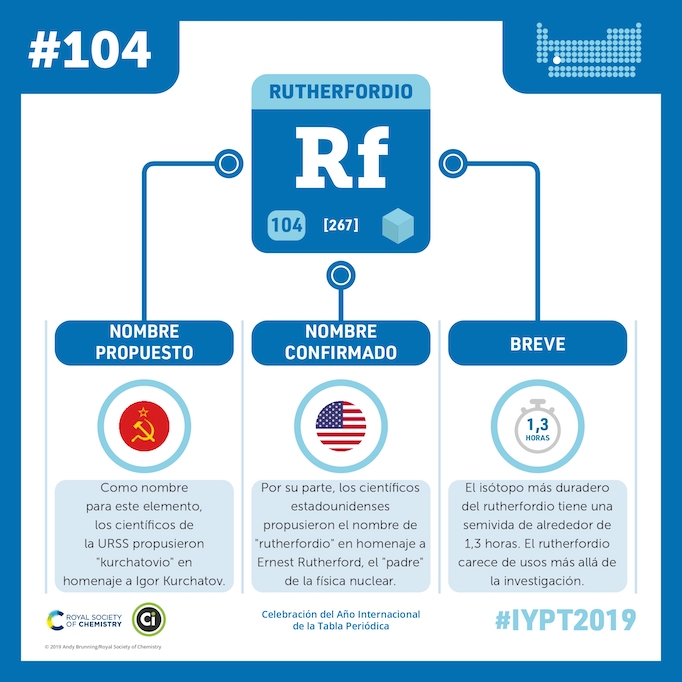 #104
RUTHERFORDIO
Rf
104
[267]
NOMBRE
PROPUESTO
Como nombre
para este elemento,
los científicos de
la URSS propusieron
"kurchatovio" en
homenaje a Igor Kurchatov.
NOMBRE
CONFIRMADO
Por su parte, los científicos
estadounidenses
propusieron el nombre de
"rutherfordio" en homenaje a
Ernest Rutherford, el "padre"
de la física nuclear.
BREVE
1,3
HORAS
El isótopo más duradero
del rutherfordio tiene una
semivida de alrededor de
1,3 horas. El rutherfordio
carece de usos más allá de
la investigación.
ROYAL SOCIETY
OF CHEMISTRY
Ci
Celebración del Año Internacional
de la Tabla Periódica
#IYPT2019
© 2019 Andy Brunning/Royal Society of Chemistry